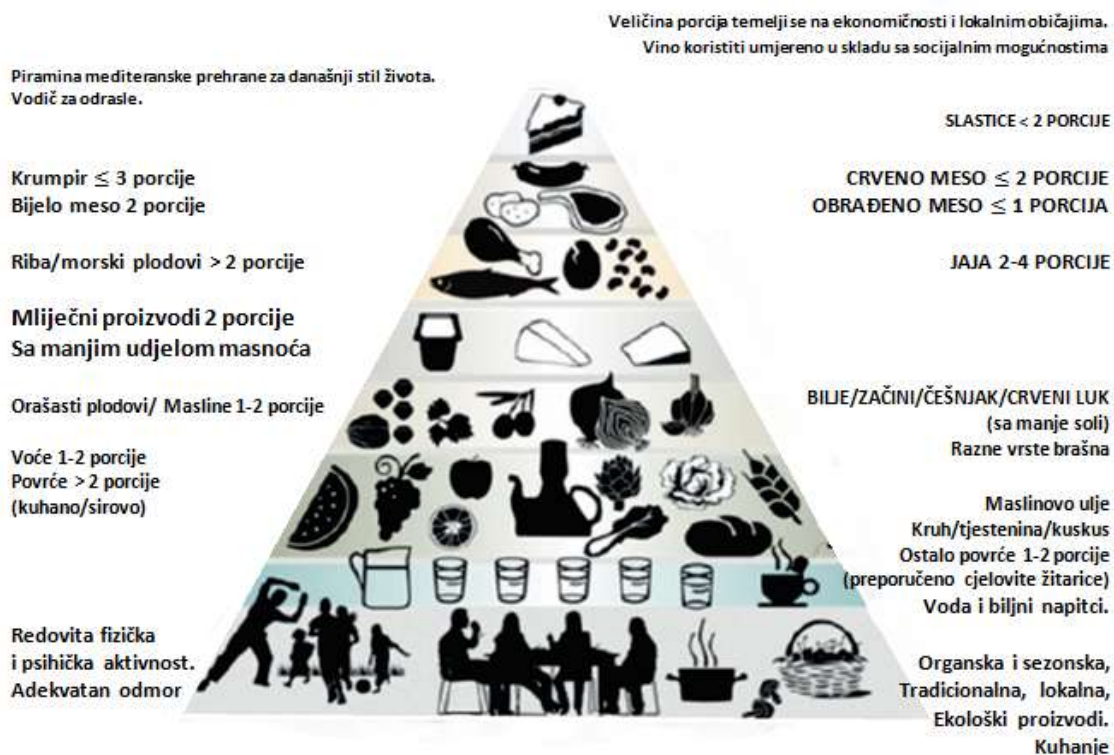 Veličina porcija temelji se na ekonomičnosti i lokalnim običajima.
Vino koristiti umjereno u skladu sa socijalnim mogućnostima
Piramina mediteranske prehrane za današnji stil života.
Vodič za odrasle.
SLASTICE < 2 PORCIJE
Krumpir ≤ 3 porcije
Bijelo meso 2 porcije
CRVENO MESO ≤ 2 PORCIJE
OBRAĐENO MESO ≤ 1 PORCIJA
Riba/morski plodovi > 2 porcije
JAJA 2-4 PORCIJE
Mliječni proizvodi 2 porcije
Sa manjim udjelom masnoća
Orašasti plodovi/ Masline 1-2 porcije
BILJE/ZAČINI/ČEŠNJAK/CRVENI LUK
(sa manje soli)
Razne vrste brašna
Voće 1-2 porcije
Povrće > 2 porcije
(kuhano/sirovo)
Maslinovo ulje
Kruh/tjestenina/kuskus
Ostalo povrće 1-2 porcije
(preporučeno cjelovite žitarice)
Voda i biljni napitci.
Redovita fizička
i psihička aktivnost.
Adekvatan odmor
Organska i sezonska,
Tradicionalna, lokalna,
Ekološki proizvodi.
Kuhanje